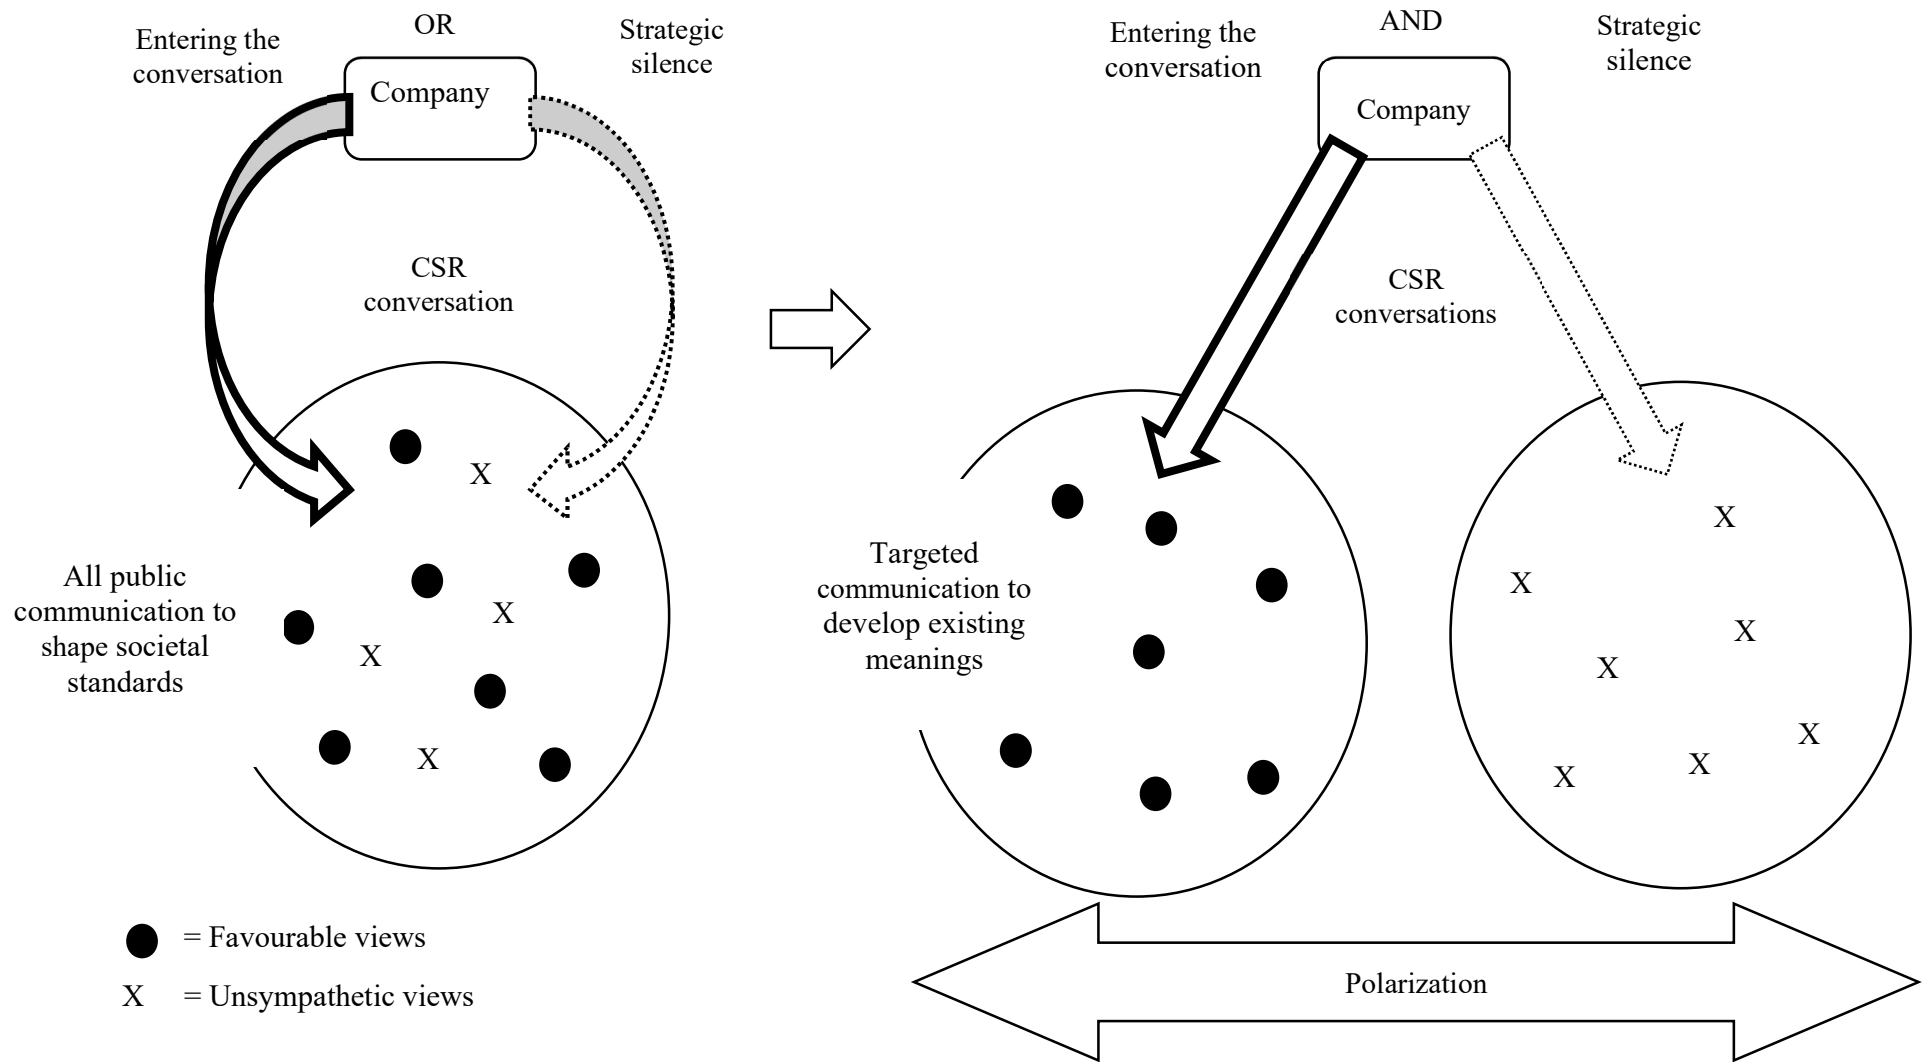 OR
Entering the
conversation
Strategic
silence
Company
CSR
conversation
All public
communication to
shape societal
standards
X
X
X
X
= Favourable views
X = Unsympathetic views
AND
Entering the
conversation
Strategic
silence
Company
CSR
conversations
Targeted
communication to
develop existing
meanings
X
X
X
X
X
X
X
Polarization